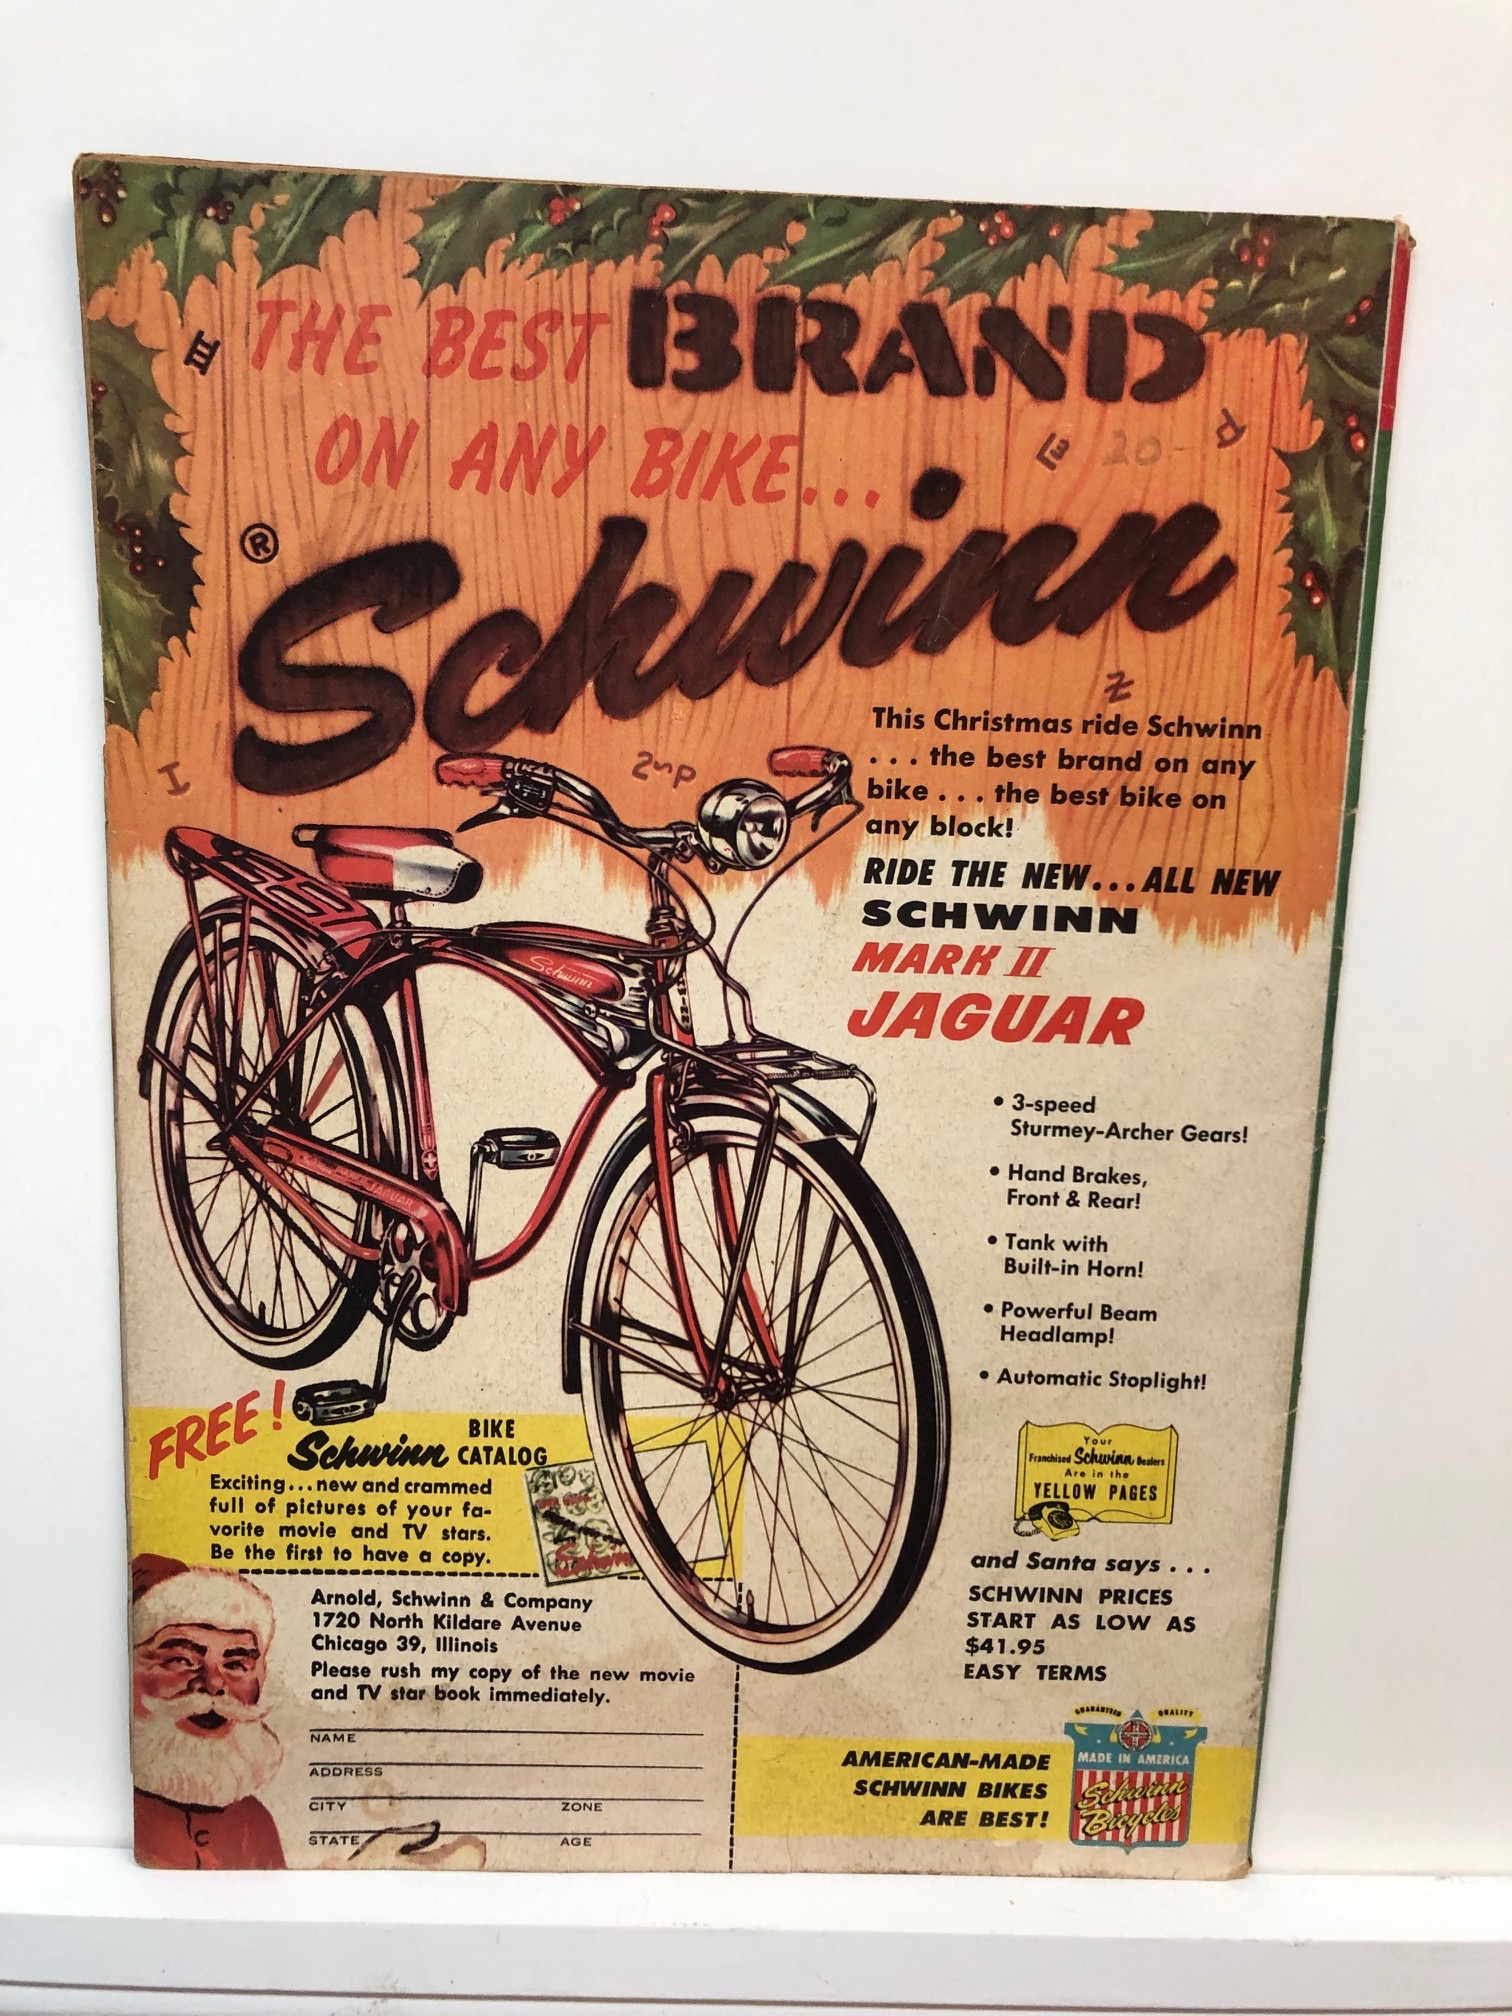 THE BEST BRAND
ON ANY BIKE...
20-
® Schwinn
This Christmas ride Schwinn
. . . the best brand on any
bike . . . the best bike on
any block!
RIDE THE NEW...ALL NEW
SCHWINN
MARK II
JAGUAR
Schwinn
JAGUAR
• 3-speed
Sturmey-Archer Gears!
• Hand Brakes,
Front & Rear!
• Tank with
Built-in Horn!
• Powerful Beam
Headlamp!
• Automatic Stoplight!
FREE!
Schwinn BIKE CATALOG
Exciting...new and crammed
full of pictures of your fa-
vorite movie and TV stars.
Be the first to have a copy.
Arnold, Schwinn & Company
1720 North Kildare Avenue
Chicago 39, Illinois
Please rush my copy of the new movie
and TV star book immediately.
NAME
ADDRESS
CITY ZONE
STATE AGE
Your
Franchised Schwinn Dealers
Are in the
YELLOW PAGES
and Santa says . . .
SCHWINN PRICES
START AS LOW AS
$41.95
EASY TERMS
AMERICAN-MADE
SCHWINN BIKES
ARE BEST!
GUARANTEED QUALITY
MADE IN AMERICA
Schwinn
Bicycles